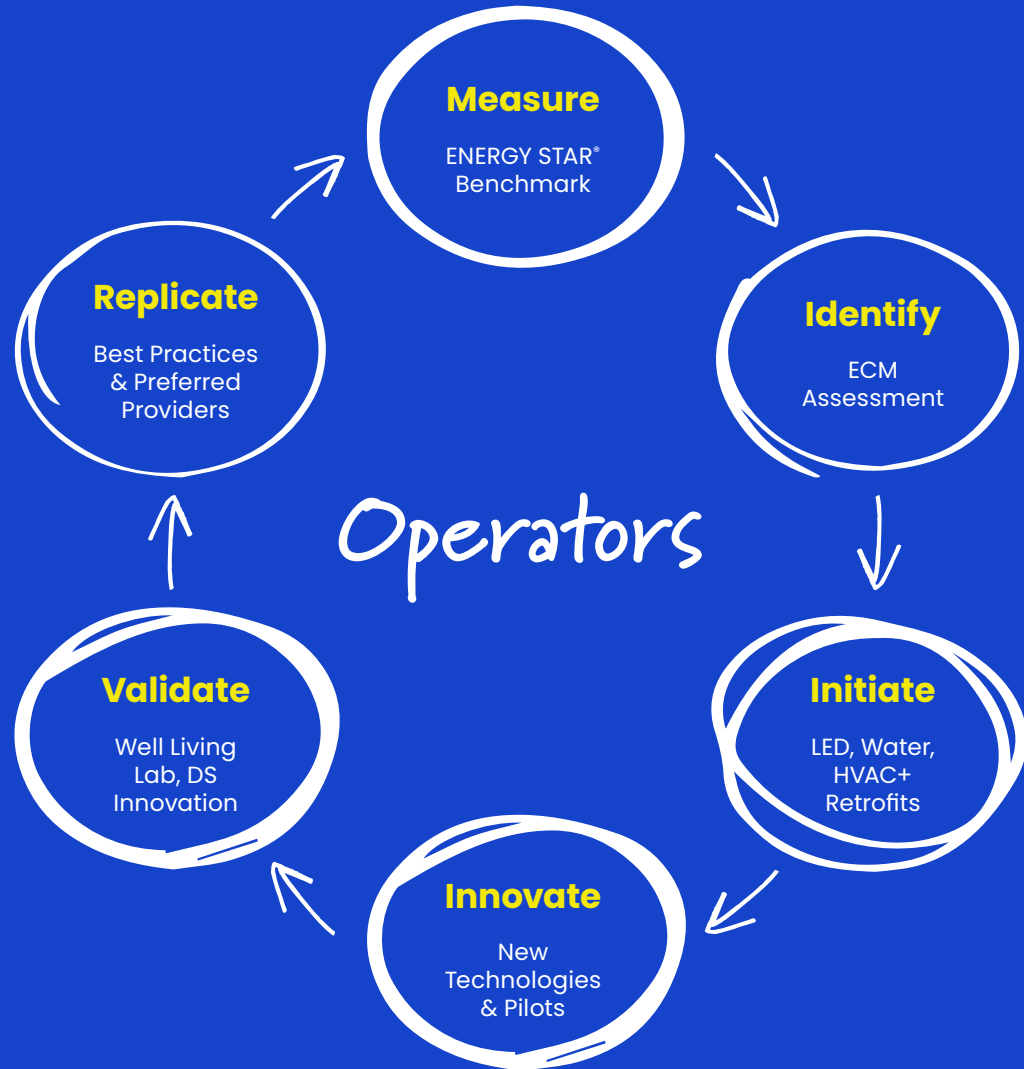 Measure
ENERGY STAR®
Benchmark
Identify
ECM
Assessment
Initiate
LED, Water,
HVAC+
Retrofits
Innovate
New
Technologies
& Pilots
Validate
Well Living
Lab, DS
Innovation
Replicate
Best Practices
& Preferred
Providers
Operators